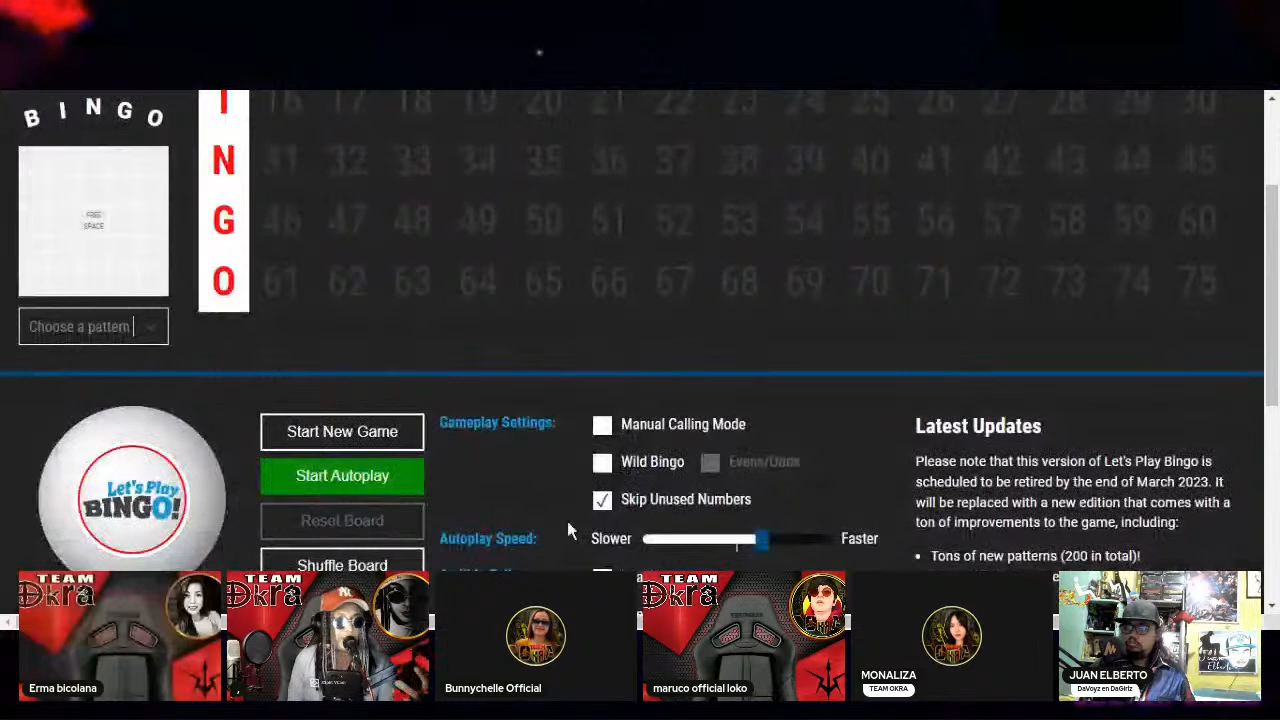 B I N G O
I 16 17 18 19 20 21 22 23 24 25 26 27 28 29 30
N 31 32 33 34 35 36 37 38 39 40 41 42 43 44 45
G 46 47 48 49 50 51 52 53 54 55 56 57 58 59 60
O 61 62 63 64 65 66 67 68 69 70 71 72 73 74 75
FREE
SPACE
Choose a pattern
Let's Play
BINGO!
Start New Game
Start Autoplay
Reset Board
Shuffle Board
Gameplay Settings:
Manual Calling Mode
Wild Bingo Evens/Odds
Skip Unused Numbers
Autoplay Speed:
Slower Faster
Latest Updates
Please note that this version of Let's Play Bingo is
scheduled to be retired by the end of March 2023. It
will be replaced with a new edition that comes with a
ton of improvements to the game, including:
• Tons of new patterns (200 in total)!
TEAM
OKRA
Erma bicolana
TEAM
OKRA
Bunnychelle Official
TEAM
OKRA
maruco official loko
MONALIZA
TEAM OKRA
JUAN ELBERTO
DaVoyz en DaGirlz